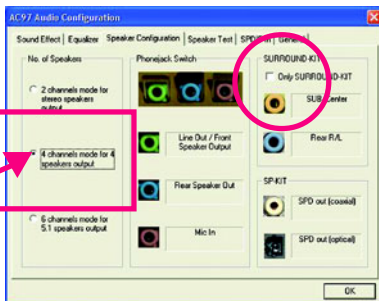 AC97 Audio Configuration
Sound Effect | Equalizer | Speaker Configuration | Speaker Test | General
No. of Speakers
2 channels mode for
stereo speakers
output
4 channels mode for 4
speakers output
6 channels mode for
5.1 speakers output
Phonejack Switch
Line Out / Front
Speaker Output
Rear Speaker Out
Mic In
SURROUND-KIT
Only SURROUND-KIT
Center
Rear R/L
SP-KIT
SPD out (coaxial)
SPD out (optical)
OK